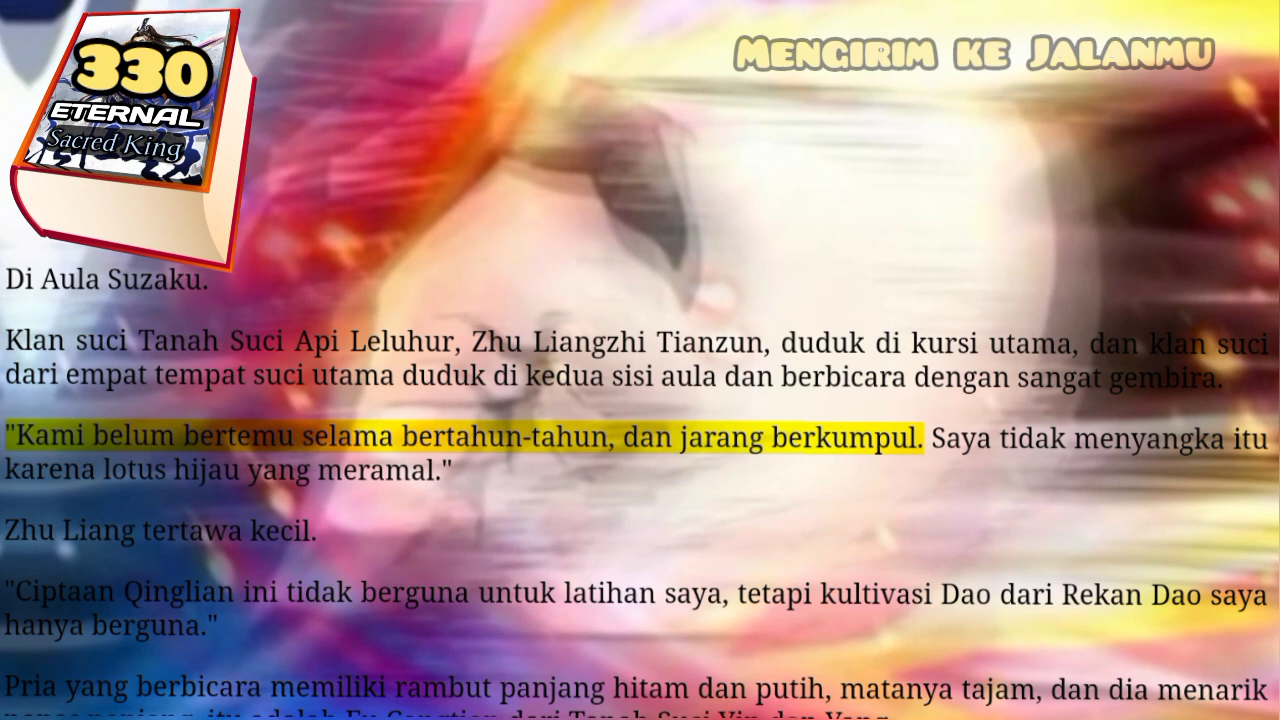 330
ETERNAL
Sacred King
Mengirim ke Jalanmu
Di Aula Suzaku.
Klan suci Tanah Suci Api Leluhur, Zhu Liangzhi Tianzun, duduk di kursi utama, dan klan suci
dari empat tempat suci utama duduk di kedua sisi aula dan berbicara dengan sangat gembira.
"Kami belum bertemu selama bertahun-tahun, dan jarang berkumpul. Saya tidak menyangka itu
karena lotus hijau yang meramal."
Zhu Liang tertawa kecil.
"Ciptaan Qinglian ini tidak berguna untuk latihan saya, tetapi kultivasi Dao dari Rekan Dao saya
hanya berguna."
Pria yang berbicara memiliki rambut panjang hitam dan putih, matanya tajam, dan dia menarik